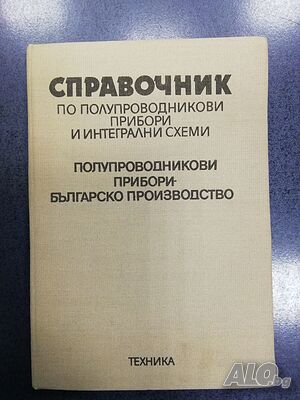 СПРАВОЧНИК
ПО ПОЛУПРОВОДНИКОВИ
ПРИБОРИ
И ИНТЕГРАЛНИ СХЕМИ
ПОЛУПРОВОДНИКОВИ
ПРИБОРИ-
БЪЛГАРСКО ПРОИЗВОДСТВО
ТЕХНИКА
ALO.bg